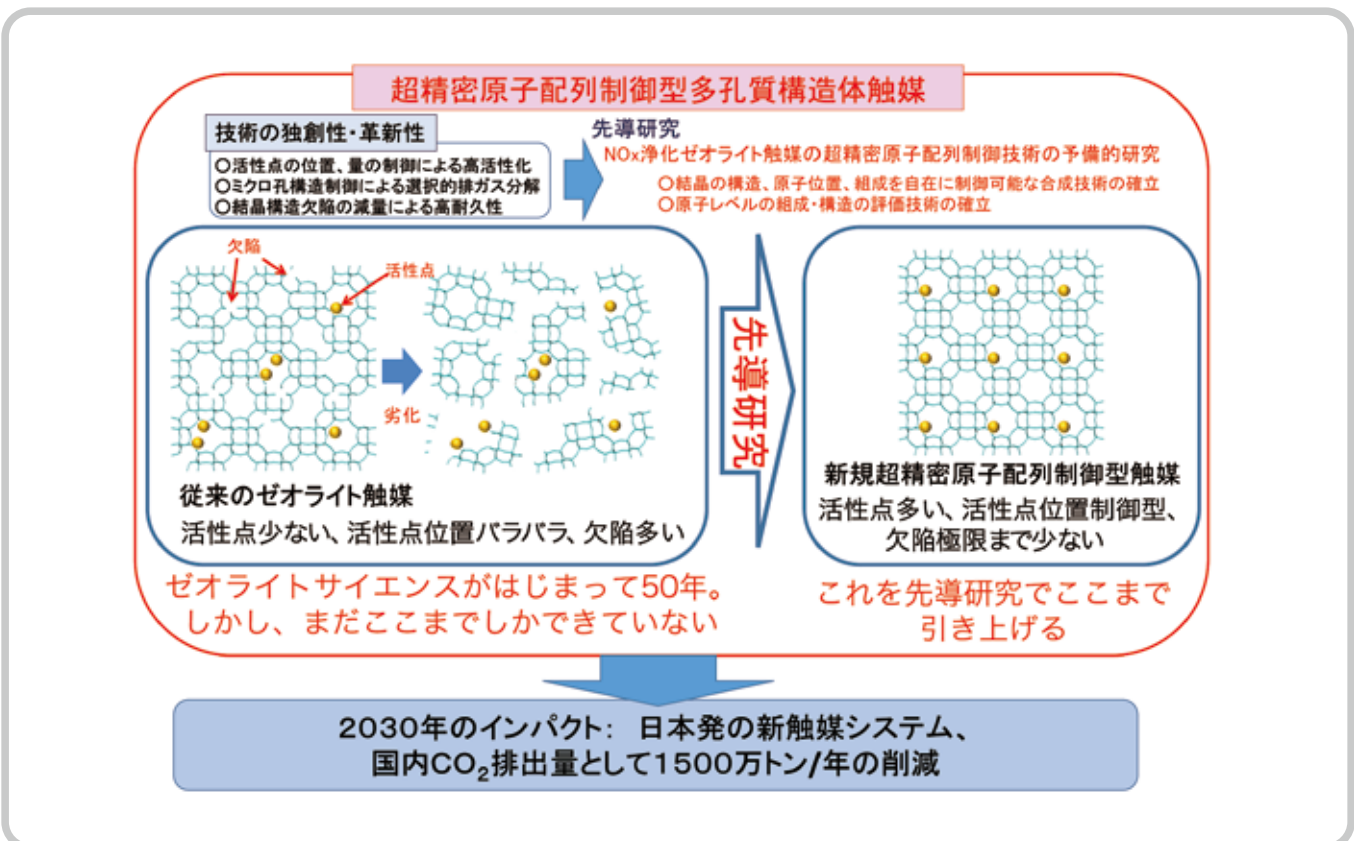 超精密原子配列制御型多孔質構造体触媒
技術の独創性・革新性
○活性点の位置、量の制御による高活性化
○ミクロ孔構造制御による選択的排ガス分解
○結晶構造欠陥の減量による高耐久性
先導研究
NOx浄化ゼオライト触媒の超精密原子配列制御技術の予備的研究
○結晶の構造、原子位置、組成を自在に制御可能な合成技術の確立
○原子レベルの組成・構造の評価技術の確立
欠陥
活性点
劣化
従来のゼオライト触媒
活性点少ない、活性点位置バラバラ、欠陥多い
先導研究
新規超精密原子配列制御型触媒
活性点多い、活性点位置制御型、
欠陥極限まで少ない
ゼオライトサイエンスがはじまって50年。
しかし、まだここまでしかできていない
これを先導研究でここまで
引き上げる
2030年のインパクト： 日本発の新触媒システム、
国内CO₂排出量として1500万トン/年の削減